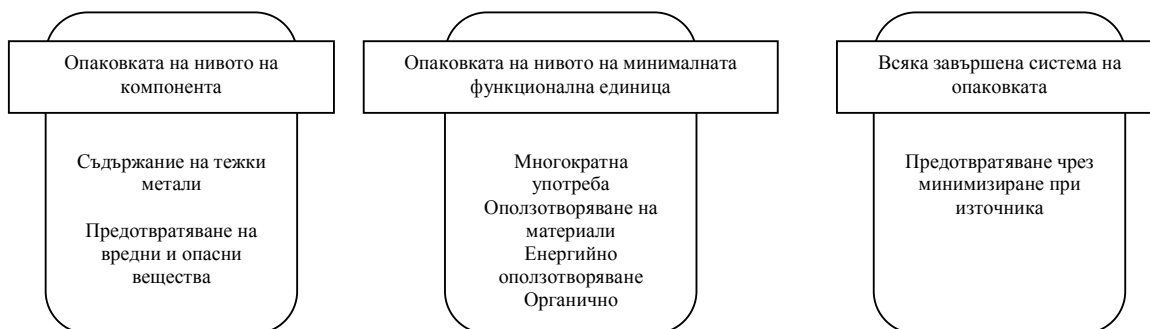 Опаковката на нивото на
компонента
Съдържание на тежки
метали
Предотвратяване на
вредни и опасни
вещества
Опаковката на нивото на минималната
функционална единица
Многократна
употреба
Оползотворяване на
материали
Енергийно
оползотворяване
Органично
Всяка завършена система на
опаковката
Предотвратяване чрез
минимизиране при
източника